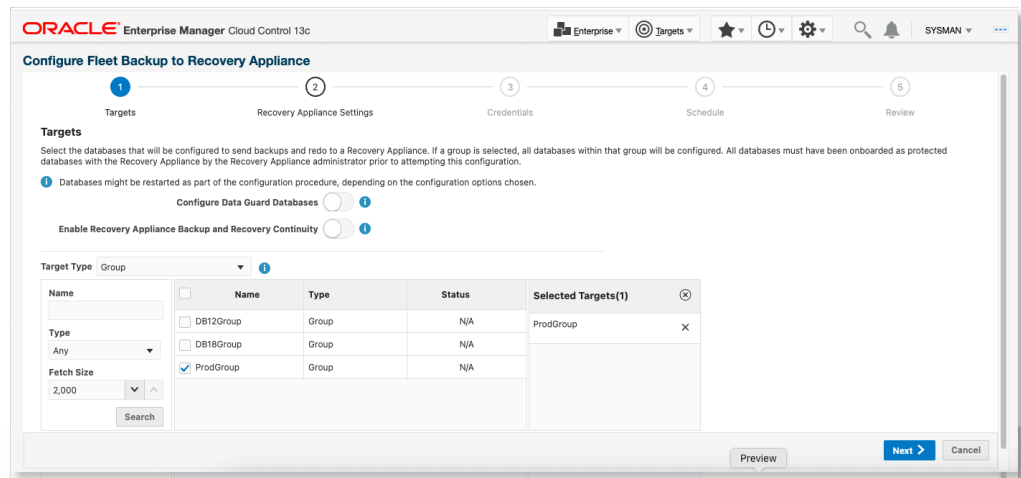 ORACLE Enterprise Manager Cloud Control 13c
Enterprise Targets SYSMAN
Configure Fleet Backup to Recovery Appliance
1 2 3 4 5
Targets Recovery Appliance Settings Credentials Schedule Review
Targets
Select the databases that will be configured to send backups and redo to a Recovery Appliance. If a group is selected, all databases within that group will be configured. All databases must have been onboarded as protected
databases with the Recovery Appliance by the Recovery Appliance administrator prior to attempting this configuration.
Databases might be restarted as part of the configuration procedure, depending on the configuration options chosen.
Configure Data Guard Databases
Enable Recovery Appliance Backup and Recovery Continuity
Target Type Group
Name
Type
Any
Fetch Size
2,000
Search
Name Type Status
DB12Group Group N/A
DB18Group Group N/A
ProdGroup Group N/A
Selected Targets(1)
ProdGroup
Next Cancel
Preview